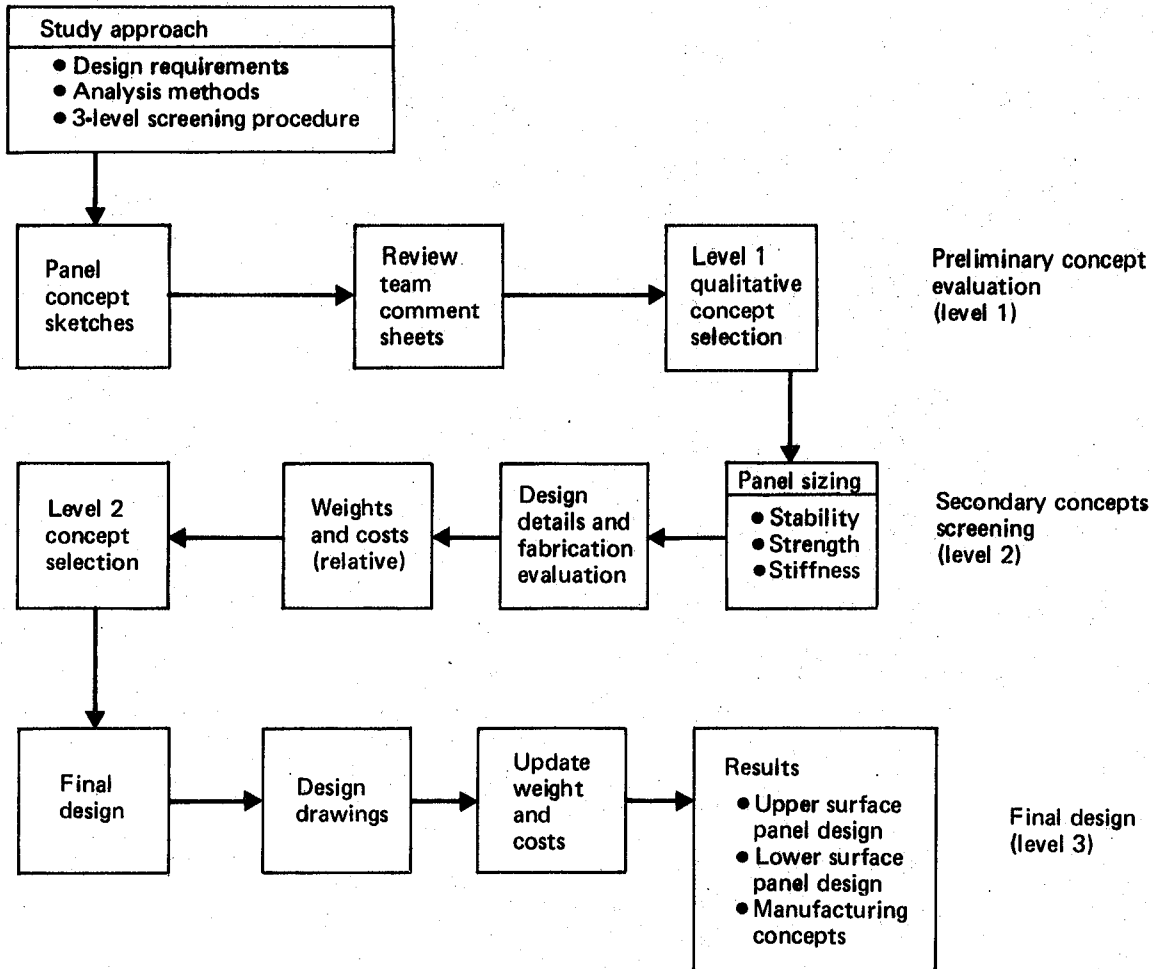 Study approach
● Design requirements
● Analysis methods
● 3-level screening procedure
Panel
concept
sketches
Review
team
comment
sheets
Level 1
qualitative
concept
selection
Preliminary concept
evaluation
(level 1)
Panel sizing
● Stability
● Strength
● Stiffness
Design
details and
fabrication
evaluation
Weights
and costs
(relative)
Level 2
concept
selection
Secondary concepts
screening
(level 2)
Final
design
Design
drawings
Update
weight
and
costs
Results
● Upper surface
panel design
● Lower surface
panel design
● Manufacturing
concepts
Final design
(level 3)